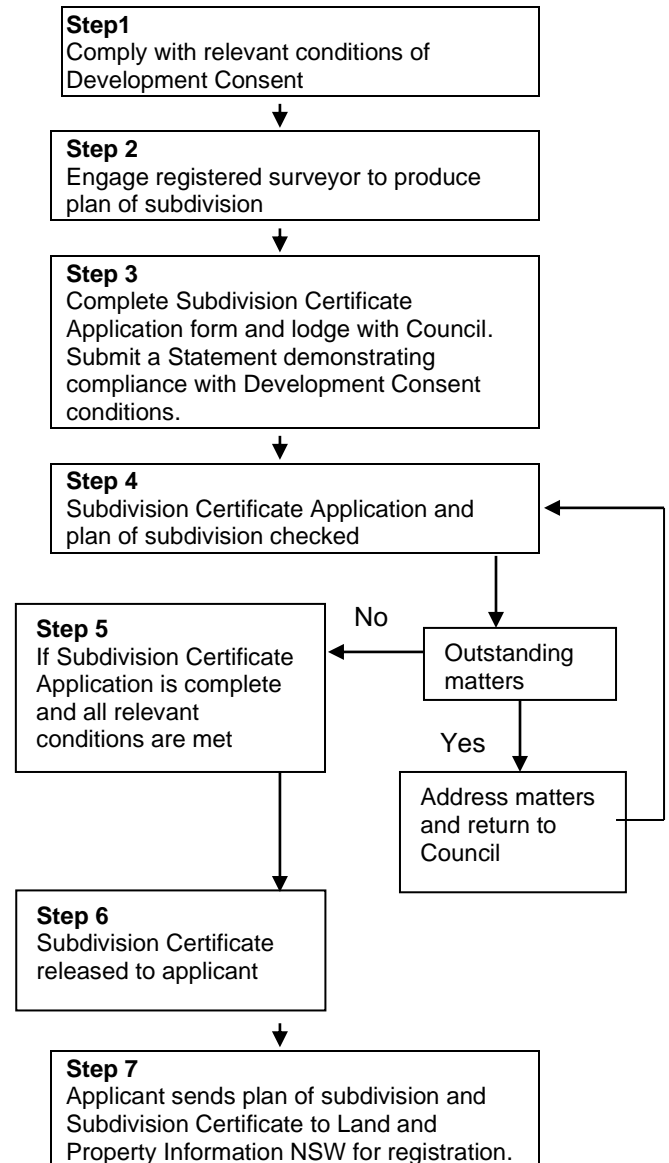 Step1
Comply with relevant conditions of
Development Consent
Step 2
Engage registered surveyor to produce
plan of subdivision
Step 3
Complete Subdivision Certificate
Application form and lodge with Council.
Submit a Statement demonstrating
compliance with Development Consent
conditions.
Step 4
Subdivision Certificate Application and
plan of subdivision checked
No
Outstanding
matters
Step 5
If Subdivision Certificate
Application is complete
and all relevant
conditions are met
Yes
Address matters
and return to
Council
Step 6
Subdivision Certificate
released to applicant
Step 7
Applicant sends plan of subdivision and
Subdivision Certificate to Land and
Property Information NSW for registration.